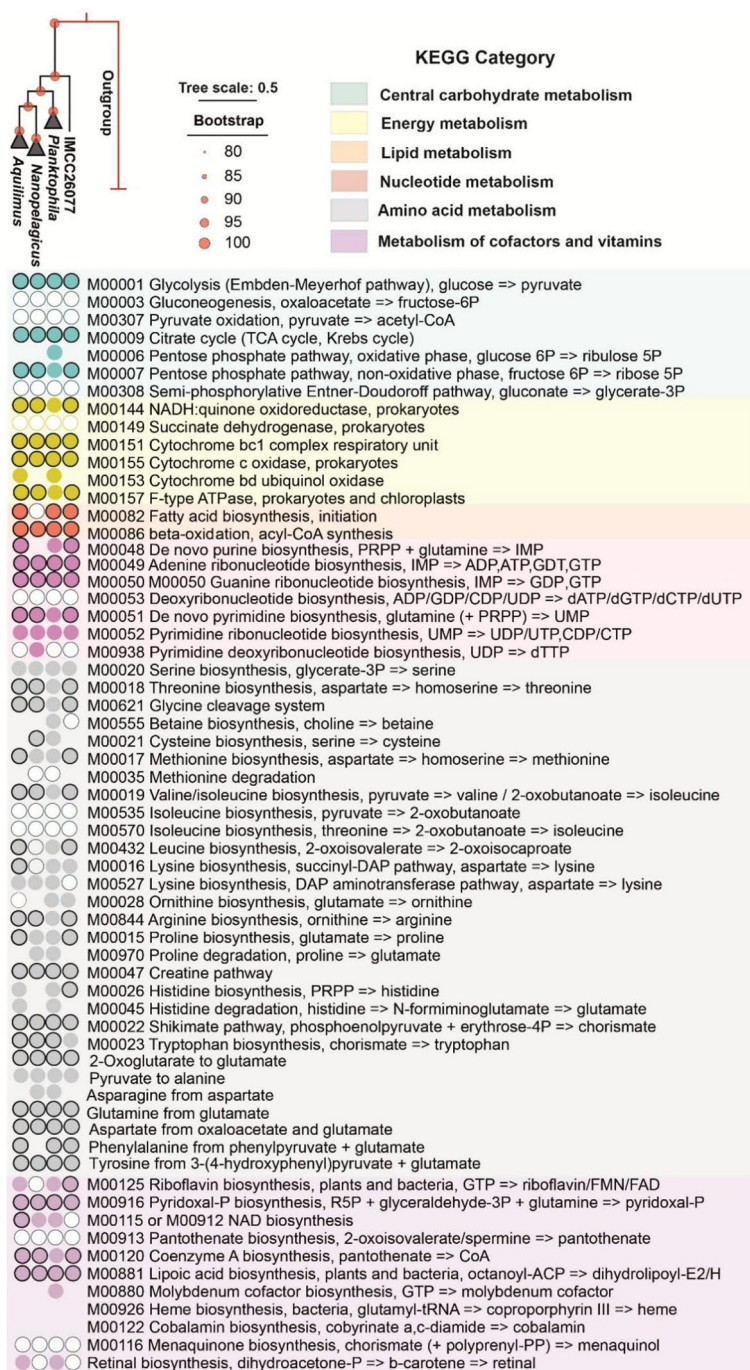 KEGG Category
Tree scale: 0.5
Bootstrap
80
85
90
95
100
Outgroup
IMCC26077
Planktophila
Nanopelagicus
Aquilimus
Central carbohydrate metabolism
Energy metabolism
Lipid metabolism
Nucleotide metabolism
Amino acid metabolism
Metabolism of cofactors and vitamins
M00001 Glycolysis (Embden-Meyerhof pathway), glucose => pyruvate
M00003 Gluconeogenesis, oxaloacetate => fructose-6P
M00307 Pyruvate oxidation, pyruvate => acetyl-CoA
M00009 Citrate cycle (TCA cycle, Krebs cycle)
M00006 Pentose phosphate pathway, oxidative phase, glucose 6P => ribulose 5P
M00007 Pentose phosphate pathway, non-oxidative phase, fructose 6P => ribose 5P
M00308 Semi-phosphorylative Entner-Doudoroff pathway, gluconate => glycerate-3P
M00144 NADH:quinone oxidoreductase, prokaryotes
M00149 Succinate dehydrogenase, prokaryotes
M00151 Cytochrome bc1 complex respiratory unit
M00155 Cytochrome c oxidase, prokaryotes
M00153 Cytochrome bd ubiquinol oxidase
M00157 F-type ATPase, prokaryotes and chloroplasts
M00082 Fatty acid biosynthesis, initiation
M00086 beta-oxidation, acyl-CoA synthesis
M00048 De novo purine biosynthesis, PRPP + glutamine => IMP
M00049 Adenine ribonucleotide biosynthesis, IMP => ADP,ATP,GDT,GTP
M00050 M00050 Guanine ribonucleotide biosynthesis, IMP => GDP,GTP
M00053 Deoxyribonucleotide biosynthesis, ADP/GDP/CDP/UDP => dATP/dGTP/dCTP/dUTP
M00051 De novo pyrimidine biosynthesis, glutamine (+ PRPP) => UMP
M00052 Pyrimidine ribonucleotide biosynthesis, UMP => UDP/UTP,CDP/CTP
M00938 Pyrimidine deoxyribonucleotide biosynthesis, UDP => dTTP
M00020 Serine biosynthesis, glycerate-3P => serine
M00018 Threonine biosynthesis, aspartate => homoserine => threonine
M00621 Glycine cleavage system
M00555 Betaine biosynthesis, choline => betaine
M00021 Cysteine biosynthesis, serine => cysteine
M00017 Methionine biosynthesis, aspartate => homoserine => methionine
M00035 Methionine degradation
M00019 Valine/isoleucine biosynthesis, pyruvate => valine / 2-oxobutanoate => isoleucine
M00535 Isoleucine biosynthesis, pyruvate => 2-oxobutanoate
M00570 Isoleucine biosynthesis, threonine => 2-oxobutanoate => isoleucine
M00432 Leucine biosynthesis, 2-oxoisovalerate => 2-oxoisocaproate
M00016 Lysine biosynthesis, succinyl-DAP pathway, aspartate => lysine
M00527 Lysine biosynthesis, DAP aminotransferase pathway, aspartate => lysine
M00028 Ornithine biosynthesis, glutamate => ornithine
M00844 Arginine biosynthesis, ornithine => arginine
M00015 Proline biosynthesis, glutamate => proline
M00970 Proline degradation, proline => glutamate
M00047 Creatine pathway
M00026 Histidine biosynthesis, PRPP => histidine
M00045 Histidine degradation, histidine => N-formiminoglutamate => glutamate
M00022 Shikimate pathway, phosphoenolpyruvate + erythrose-4P => chorismate
M00023 Tryptophan biosynthesis, chorismate => tryptophan
2-Oxoglutarate to glutamate
Pyruvate to alanine
Asparagine from aspartate
Glutamine from glutamate
Aspartate from oxaloacetate and glutamate
Phenylalanine from phenylpyruvate + glutamate
Tyrosine from 3-(4-hydroxyphenyl)pyruvate + glutamate
M00125 Riboflavin biosynthesis, plants and bacteria, GTP => riboflavin/FMN/FAD
M00916 Pyridoxal-P biosynthesis, R5P + glyceraldehyde-3P + glutamine => pyridoxal-P
M00115 or M00912 NAD biosynthesis
M00913 Pantothenate biosynthesis, 2-oxoisovalerate/spermine => pantothenate
M00120 Coenzyme A biosynthesis, pantothenate => CoA
M00881 Lipoic acid biosynthesis, plants and bacteria, octanoyl-ACP => dihydrolipoyl-E2/H
M00880 Molybdenum cofactor biosynthesis, GTP => molybdenum cofactor
M00926 Heme biosynthesis, bacteria, glutamyl-tRNA => coproporphyrin III => heme
M00122 Cobalamin biosynthesis, cobyrinate a,c-diamide => cobalamin
M00116 Menaquinone biosynthesis, chorismate (+ polyprenyl-PP) => menaquinol
Retinal biosynthesis, dihydroacetone-P => b-carotene => retinal